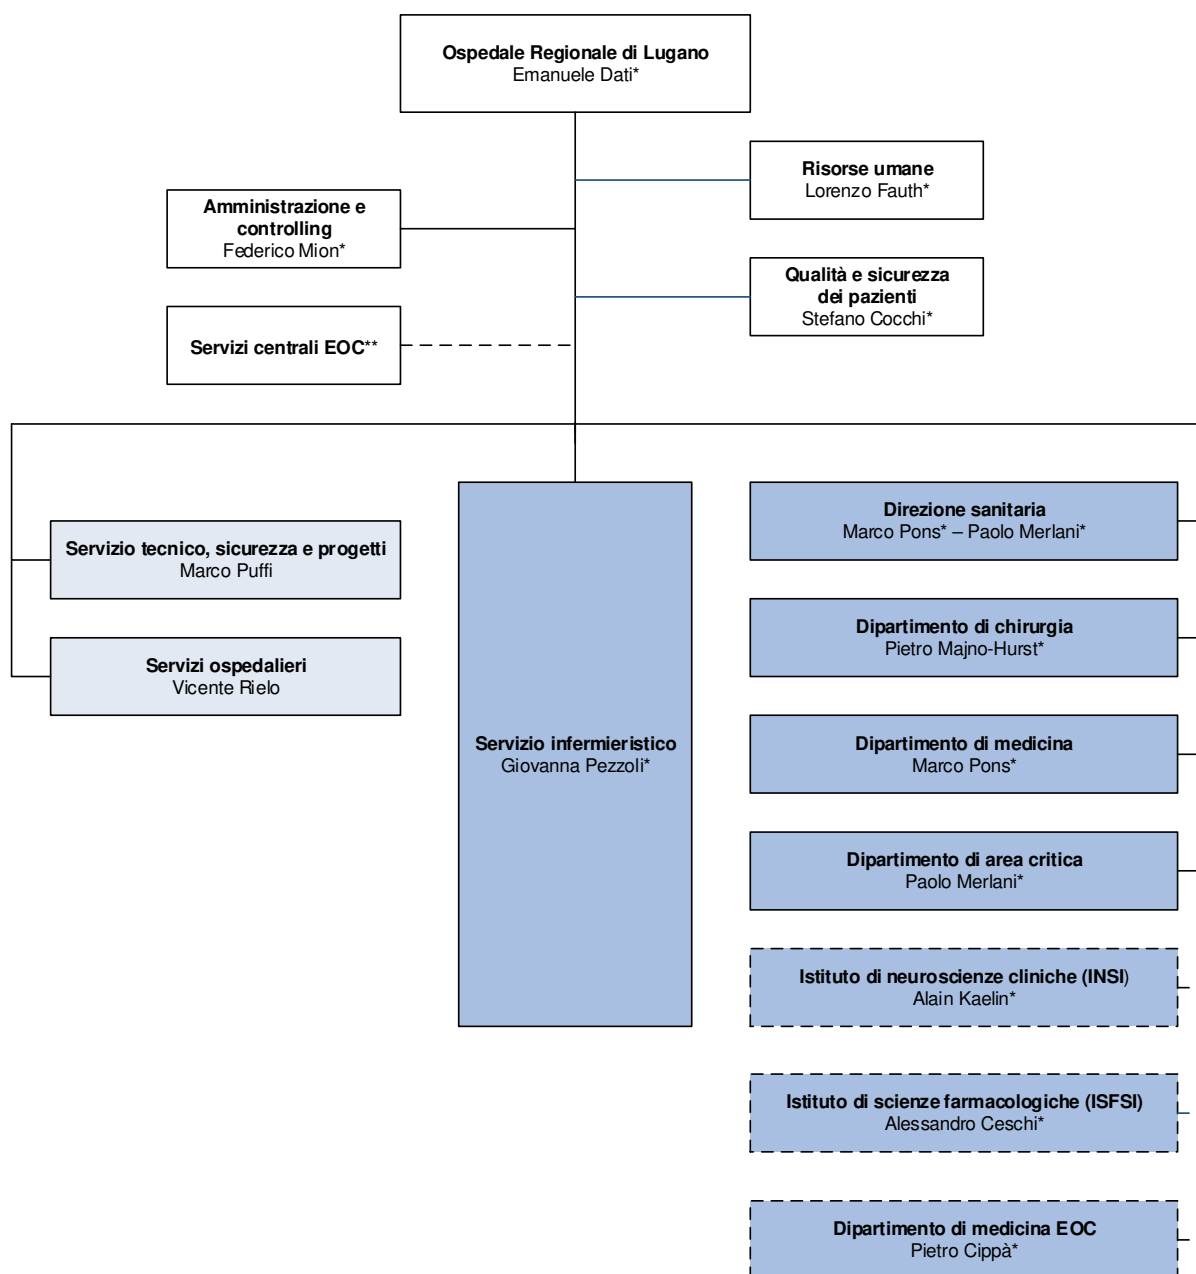 Ospedale Regionale di Lugano
Emanuele Dati*
Risorse umane
Lorenzo Fauth*
Amministrazione e
controlling
Federico Mion*
Qualità e sicurezza
dei pazienti
Stefano Cocchi*
Servizi centrali EOC**
Servizio tecnico, sicurezza e progetti
Marco Puffi
Servizi ospedalieri
Vicente Rielo
Servizio infermieristico
Giovanna Pezzoli*
Direzione sanitaria
Marco Pons* – Paolo Merlani*
Dipartimento di chirurgia
Pietro Majno-Hurst*
Dipartimento di medicina
Marco Pons*
Dipartimento di area critica
Paolo Merlani*
Istituto di neuroscienze cliniche (INSI)
Alain Kaelin*
Istituto di scienze farmacologiche (ISFSI)
Alessandro Ceschi*
Dipartimento di medicina EOC
Pietro Cippà*